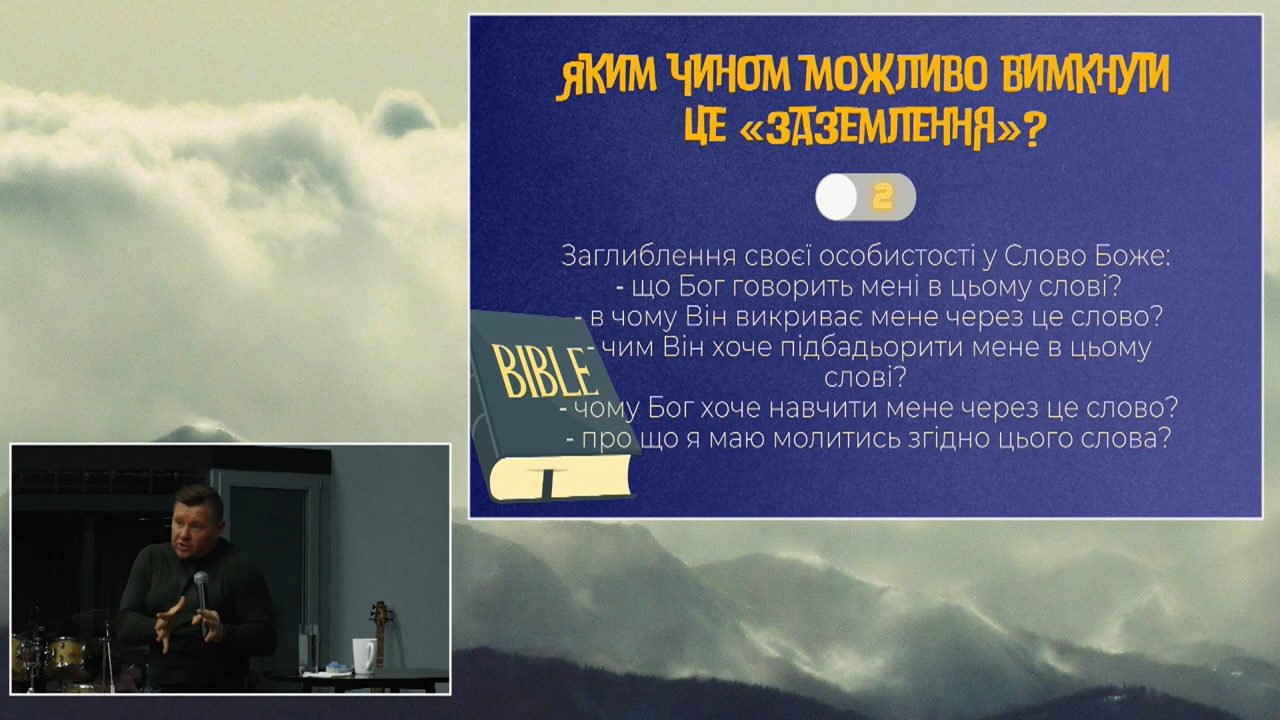 ЯКИМ ЧИНОМ МОЖЛИВО ВИМКНУТИ
ЦЕ «ЗАЗЕМЛЕННЯ»?
2
Заглиблення своєї особистості у Слово Боже:
- що Бог говорить мені в цьому слові?
- в чому Він викриває мене через це слово?
- чим Він хоче підбадьорити мене в цьому
слові?
- чому Бог хоче навчити мене через це слово?
- про що я маю молитись згідно цього слова?
BIBLE